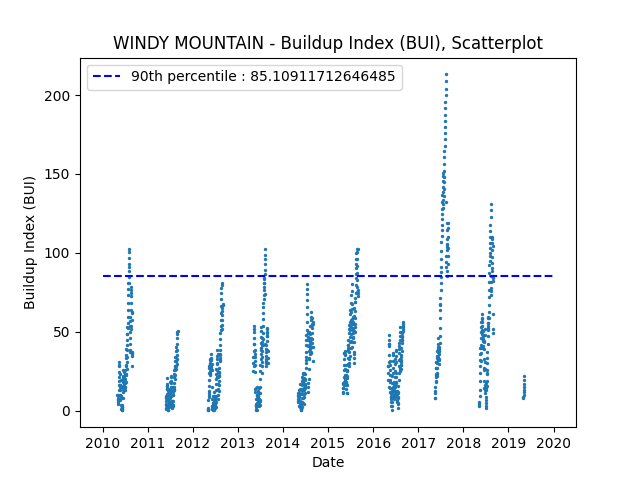 WINDY MOUNTAIN - Buildup Index (BUI), Scatterplot
90th percentile : 85.10911712646485
200
150
100
50
0
Buildup Index (BUI)
2010 2011 2012 2013 2014 2015 2016 2017 2018 2019 2020
Date